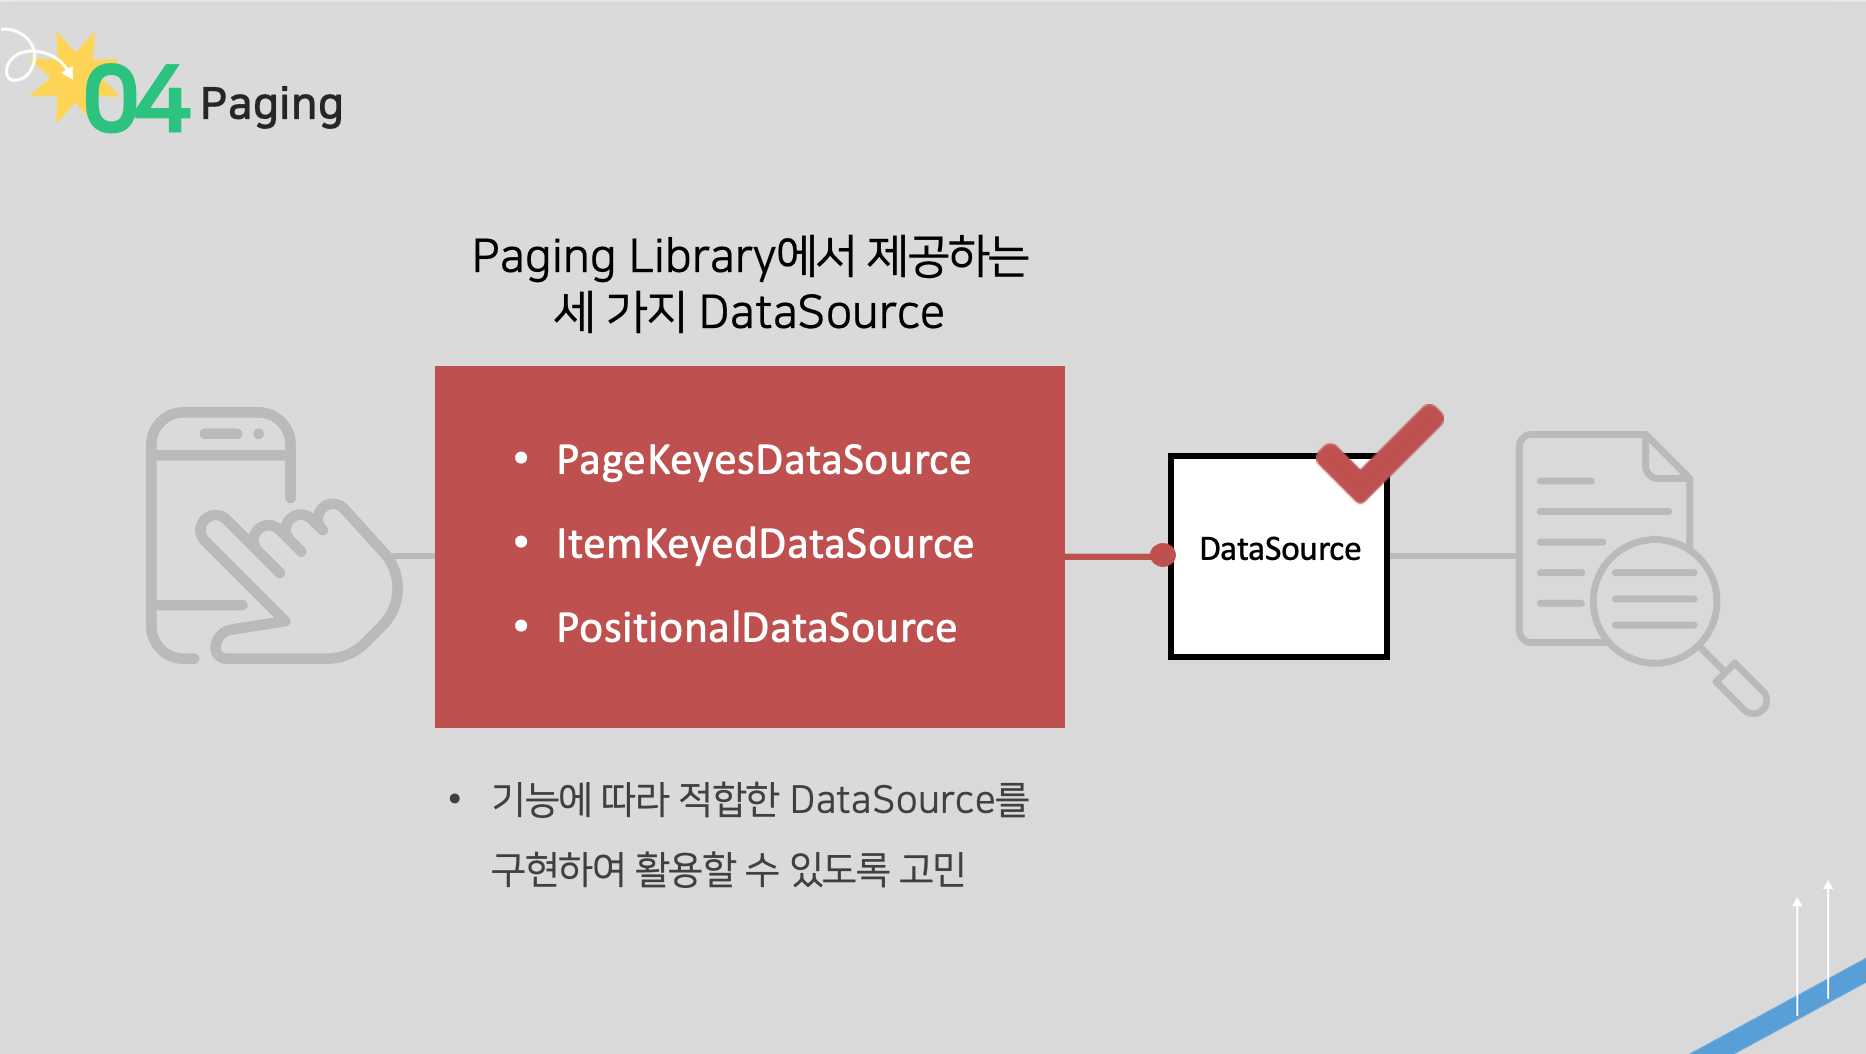 04 Paging
Paging Library에서 제공하는
세 가지 DataSource
• PageKeyesDataSource
• ItemKeyedDataSource
• PositionalDataSource
DataSource
• 기능에 따라 적합한 DataSource를
구현하여 활용할 수 있도록 고민